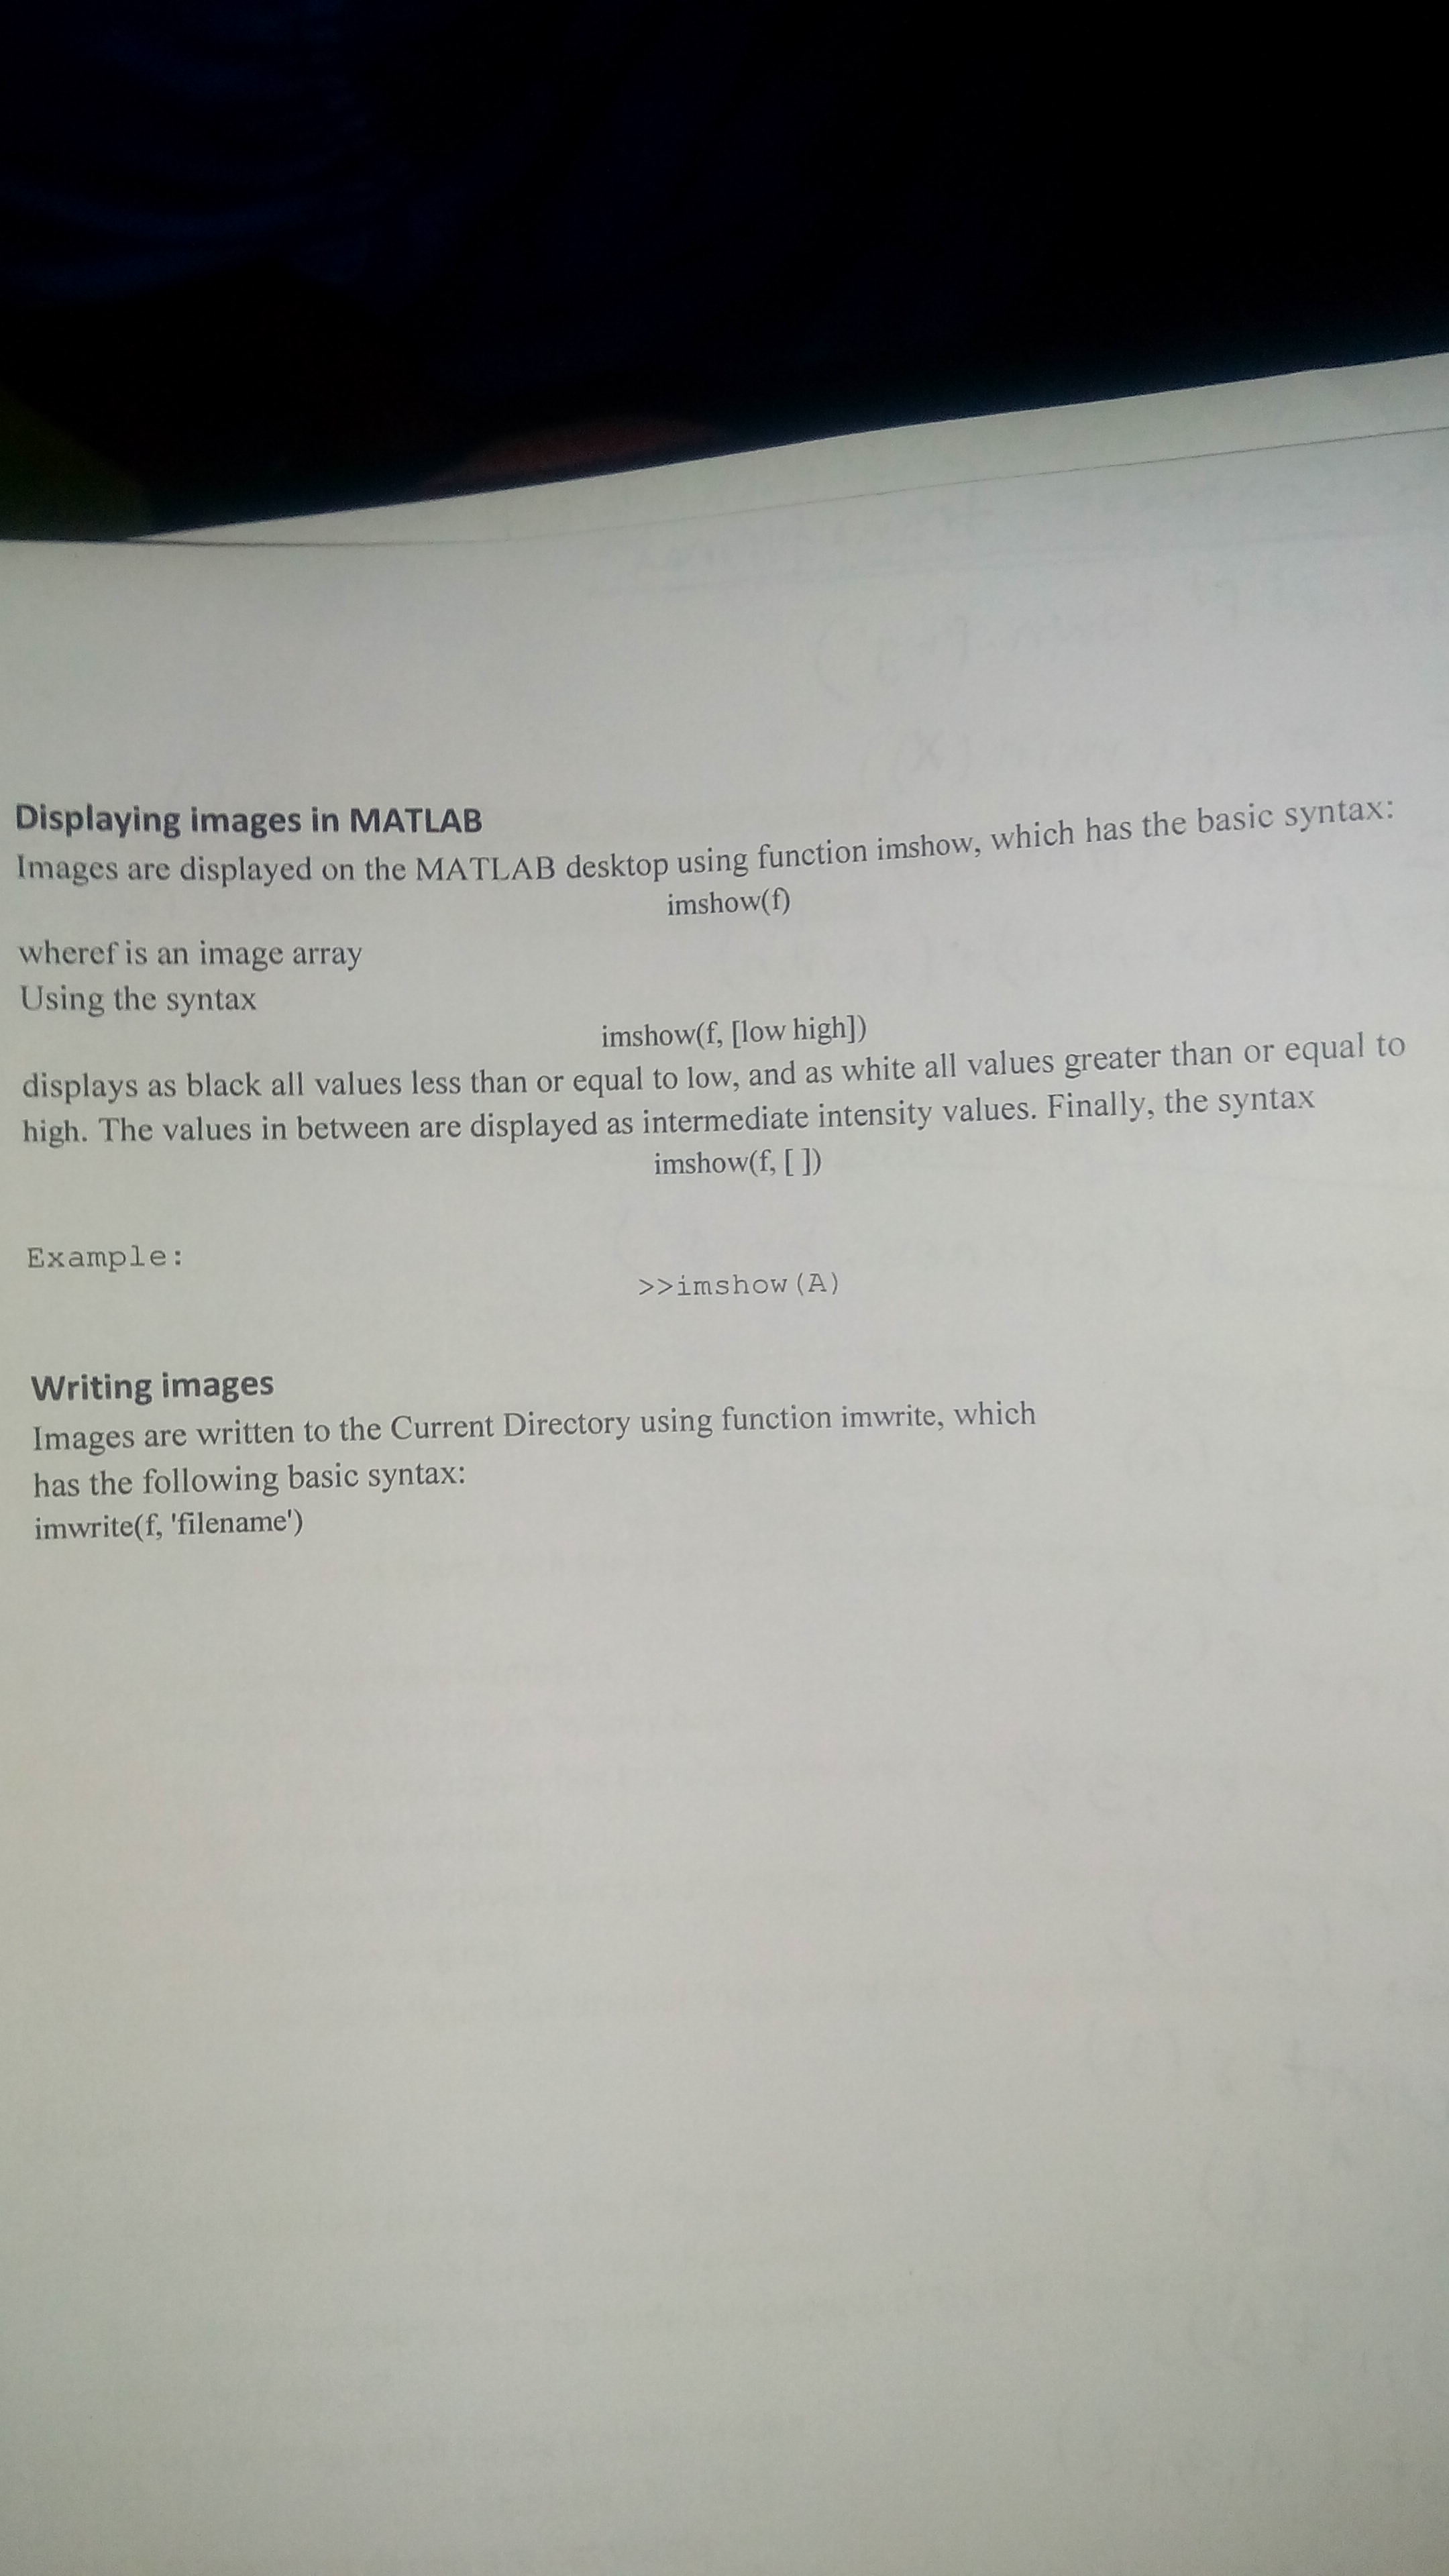 Displaying images in MATLAB
Images are displayed on the MATLAB desktop using function imshow, which has the basic syntax:
imshow(f)
wheref is an image array
Using the syntax
imshow(f, [low high])
displays as black all values less than or equal to low, and as white all values greater than or equal to
high. The values in between are displayed as intermediate intensity values. Finally, the syntax
imshow(f, [ ])
Example:
>>imshow(A)
Writing images
Images are written to the Current Directory using function imwrite, which
has the following basic syntax:
imwrite(f, 'filename')